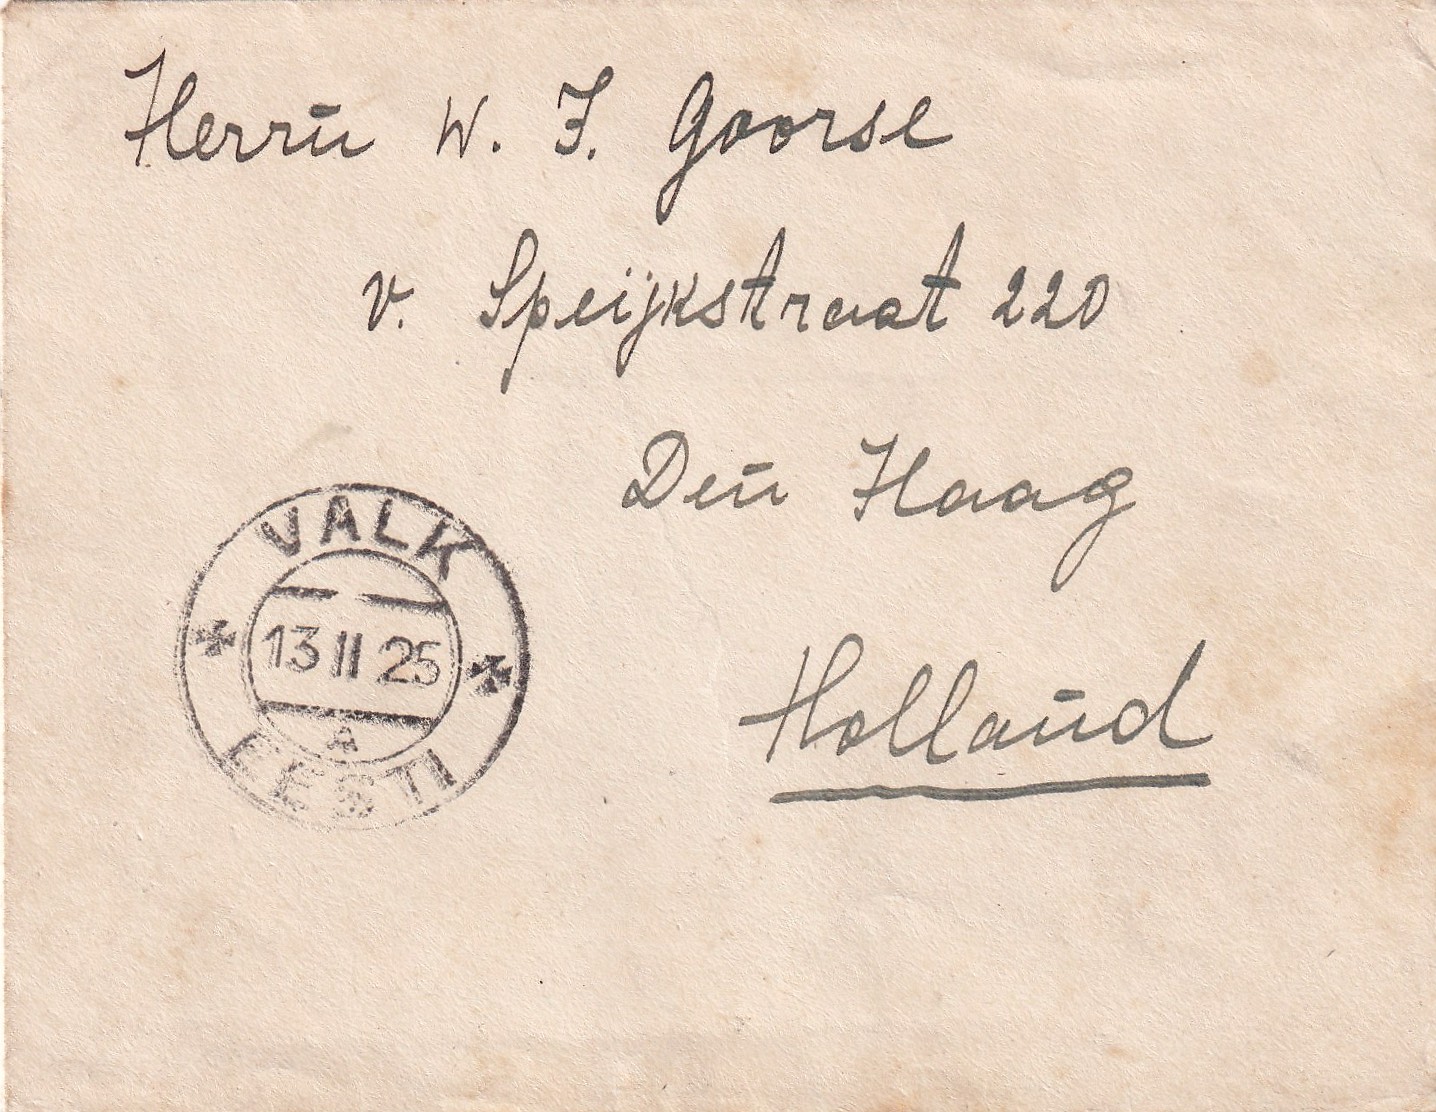 Herrn W. J. Goorse
v. Speijkstraat 220
Den Haag
Holland
VALK
13 II 25
A
EESTI